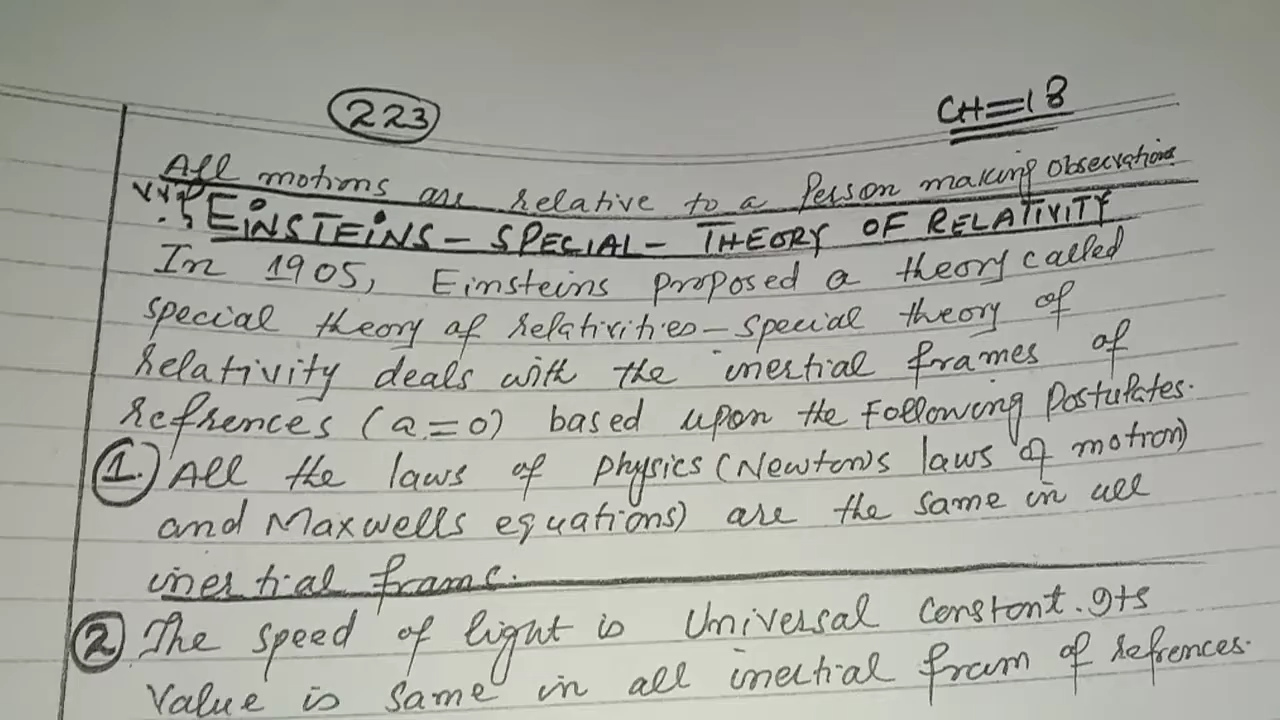 223
CH=18
All motions are relative to a Person making Observations
EINSTEINS - SPECIAL - THEORY OF RELATIVITY
In 1905, Einsteins proposed a theory called
special theory of relativities - special theory of
relativity deals with the inertial frames of
refrences (a=0) based upon the Following Postulates.
1. All the laws of physics (Newton's laws of motion)
and Maxwells equations) are the same in all
inertial frame.
2 The speed of light is Universal constant. Its
Value is same in all inertial fram of refrences.